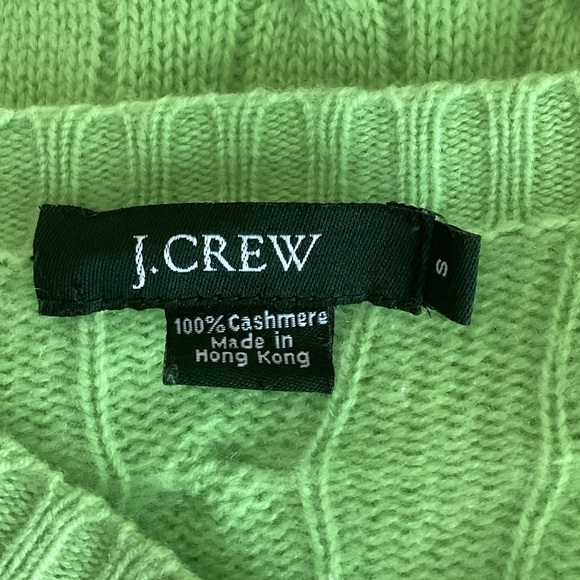 J.CREW
S
100% Cashmere
Made in
Hong Kong